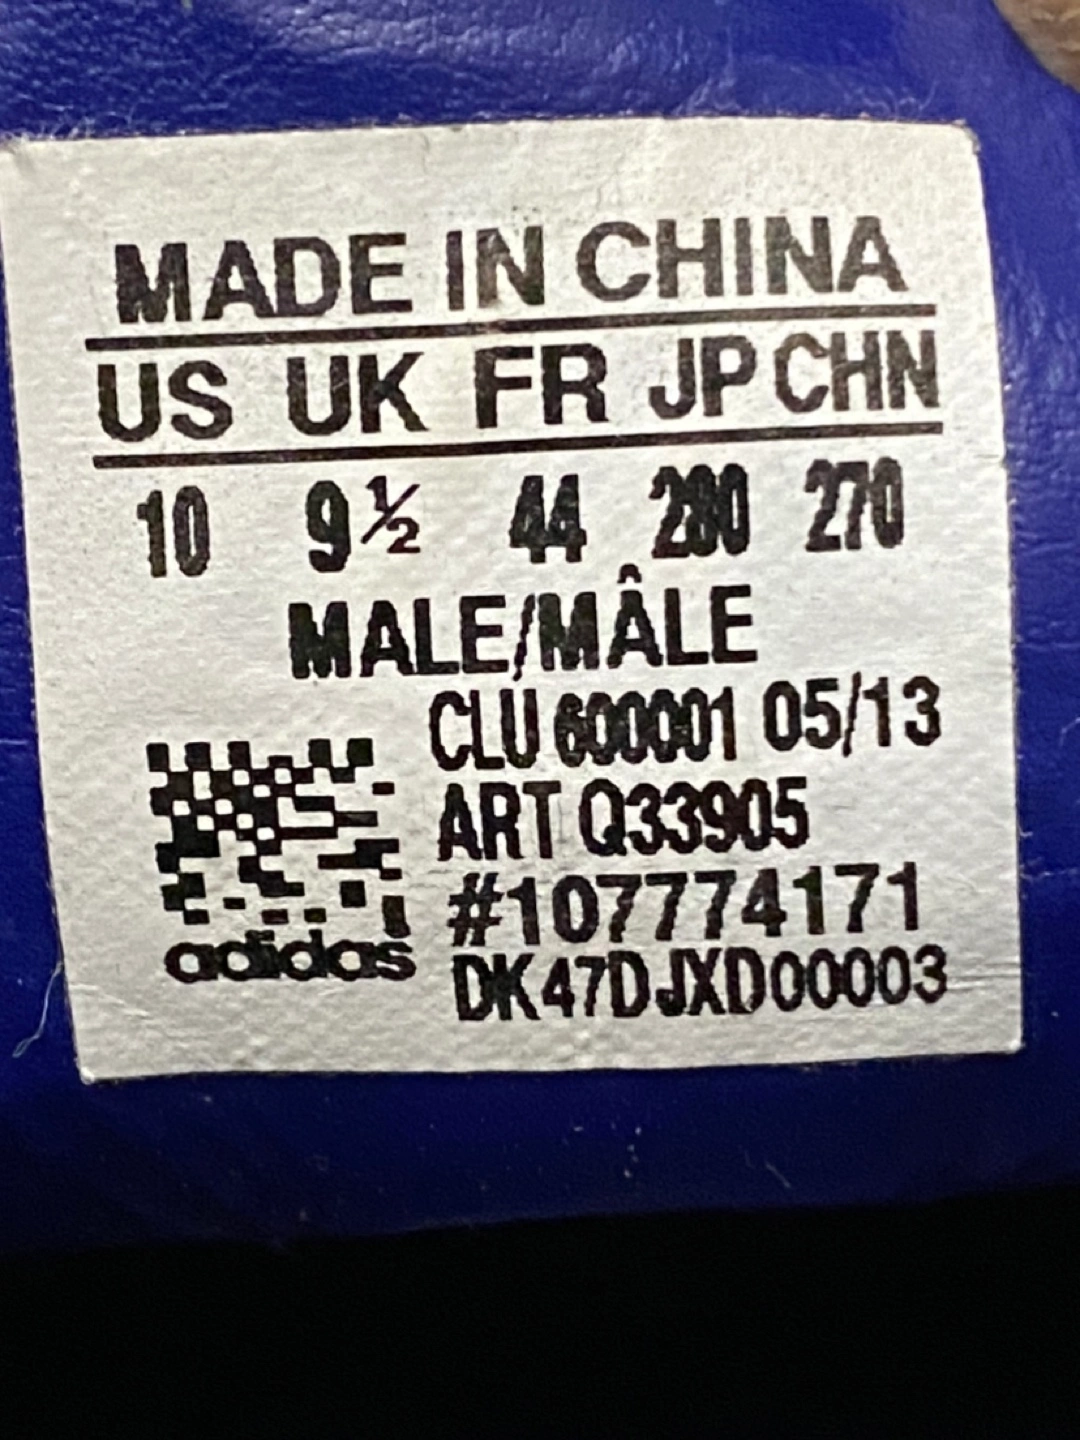 MADE IN CHINA
US UK FR JP CHN
10 9½ 44 280 270
MALE/MÂLE
CLU 600001 05/13
ART Q33905
#107774171
adidas
DK47DJXD00003